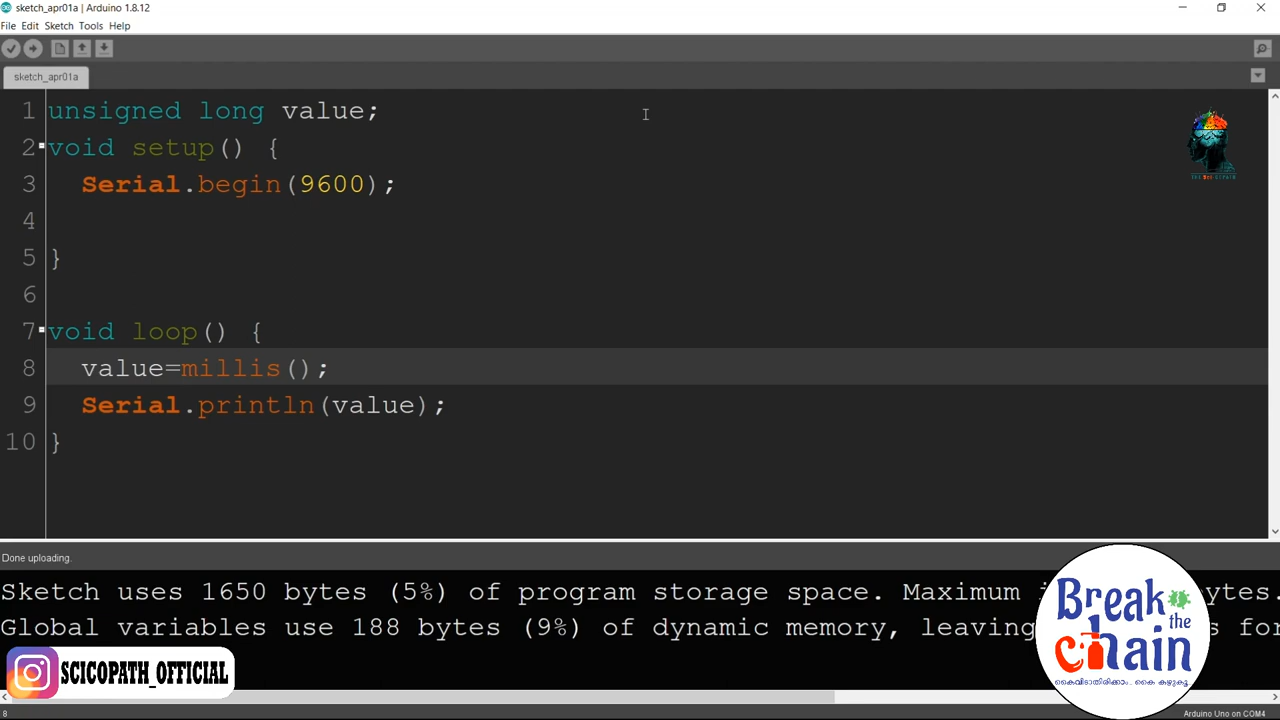 sketch_apr01a | Arduino 1.8.12
File Edit Sketch Tools Help
sketch_apr01a
1 unsigned long value;
2 void setup() {
3 Serial.begin(9600);
4
5 }
6
7 void loop() {
8 value=millis();
9 Serial.println(value);
10 }
Done uploading.
Sketch uses 1650 bytes (5%) of program storage space. Maximum
Global variables use 188 bytes (9%) of dynamic memory, leaving
Break
the
chain
കൈവിടാതിരിക്കാം.. കൈ കഴുകൂ
SCICOPATH_OFFICIAL
8
Arduino Uno on COM4